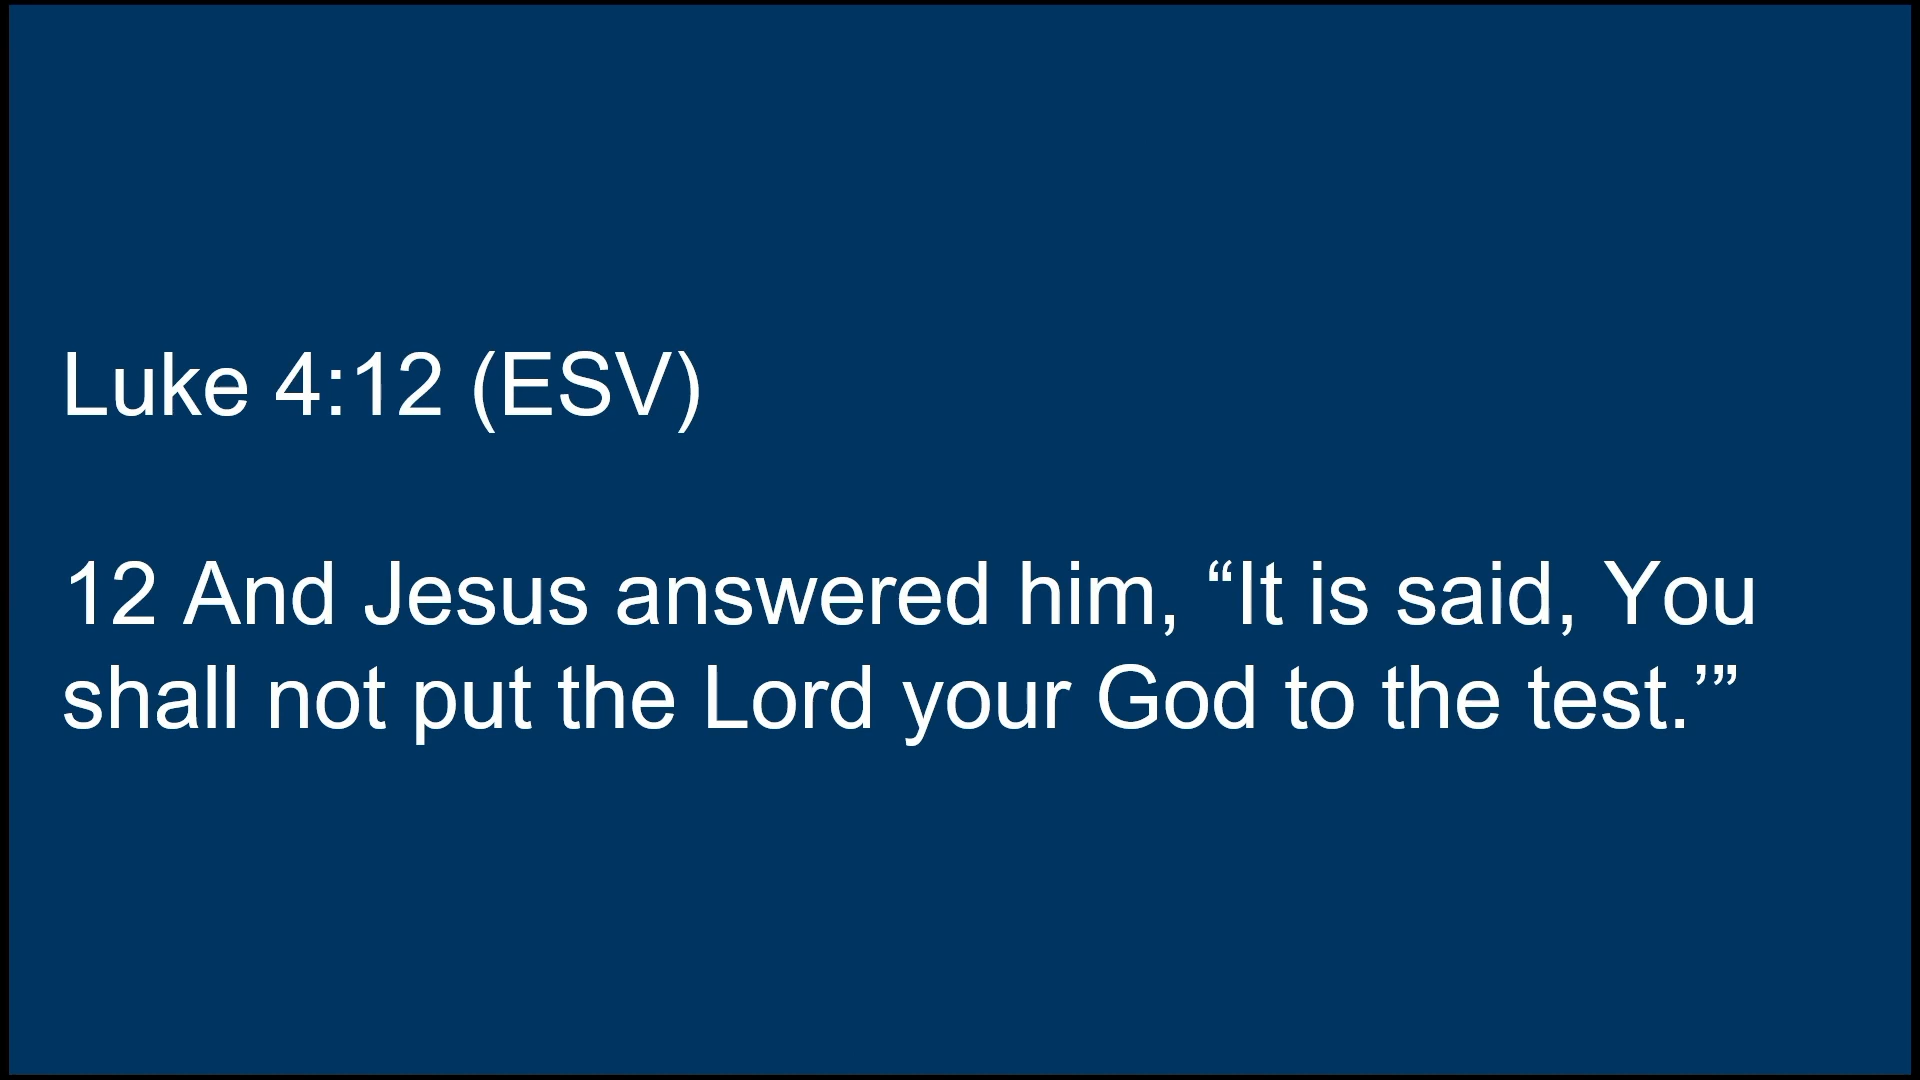 Luke 4:12 (ESV)
12 And Jesus answered him, “It is said, You
shall not put the Lord your God to the test.’”